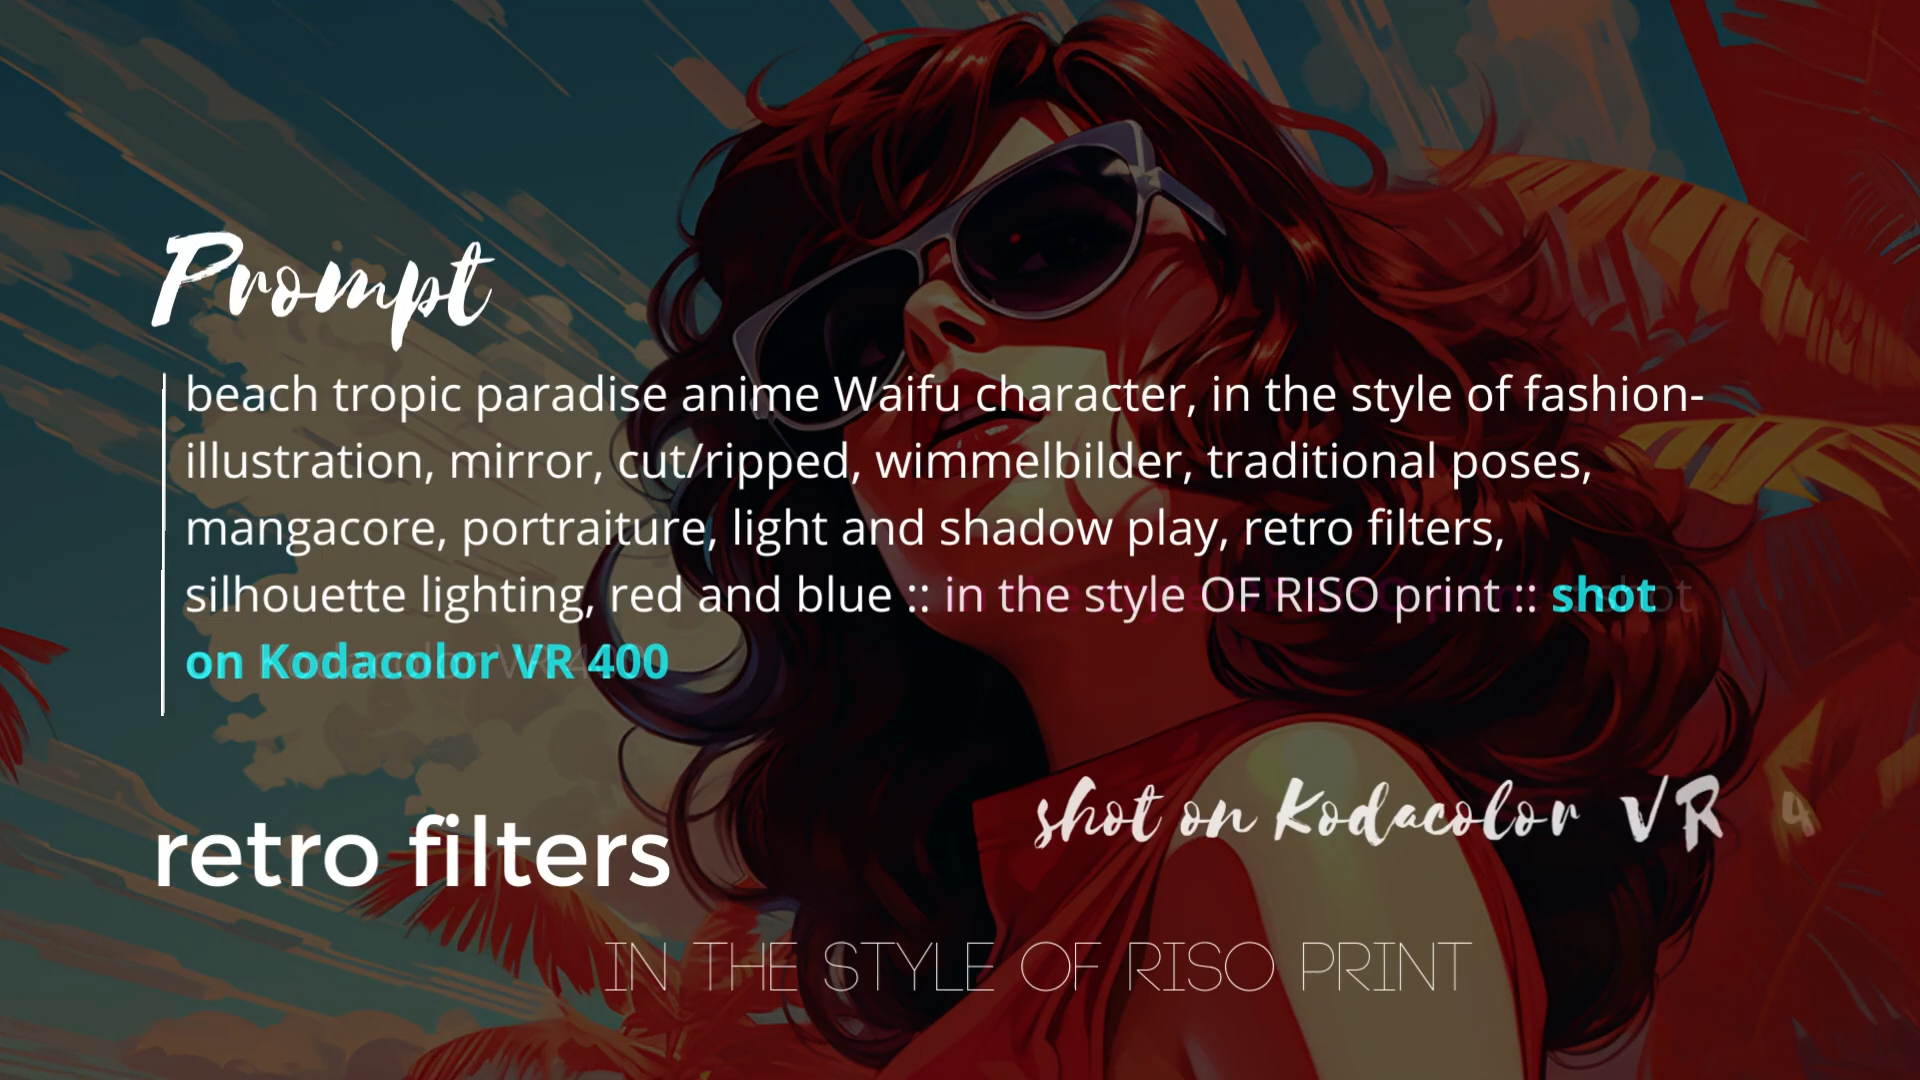 Prompt
beach tropic paradise anime Waifu character, in the style of fashion-
illustration, mirror, cut/ripped, wimmelbilder, traditional poses,
mangacore, portraiture, light and shadow play, retro filters,
silhouette lighting, red and blue :: in the style OF RISO print :: shot
on Kodacolor VR 400
shot on Kodacolor VR 4
retro filters
IN THE STYLE OF RISO PRINT